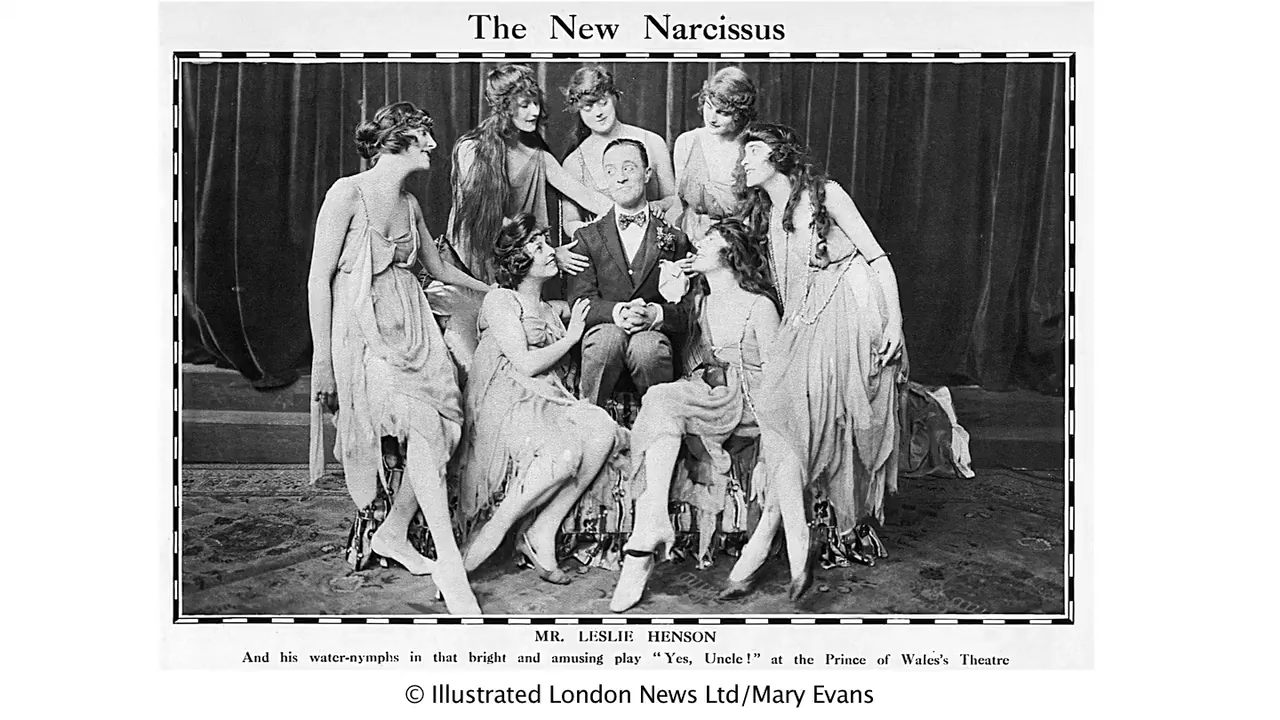 The New Narcissus
MR. LESLIE HENSON
And his water-nymphs in that bright and amusing play "Yes, Uncle!" at the Prince of Wales's Theatre
© Illustrated London News Ltd/Mary Evans